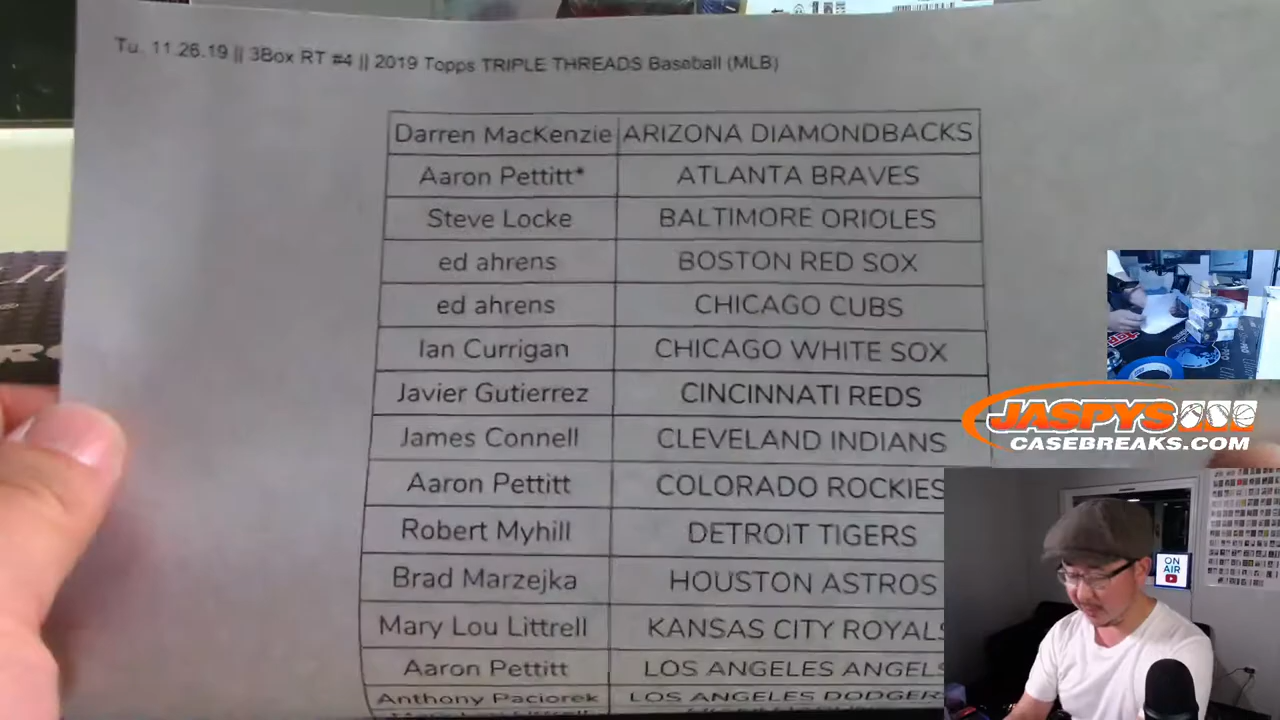 Tu. 11.26.19 || 3Box RT #4 || 2019 Topps TRIPLE THREADS Baseball (MLB)
Darren MacKenzie ARIZONA DIAMONDBACKS
Aaron Pettitt* ATLANTA BRAVES
Steve Locke BALTIMORE ORIOLES
ed ahrens BOSTON RED SOX
ed ahrens CHICAGO CUBS
Ian Currigan CHICAGO WHITE SOX
Javier Gutierrez CINCINNATI REDS
James Connell CLEVELAND INDIANS
Aaron Pettitt COLORADO ROCKIES
Robert Myhill DETROIT TIGERS
Brad Marzejka HOUSTON ASTROS
Mary Lou Littrell KANSAS CITY ROYALS
Aaron Pettitt LOS ANGELES ANGELS
Anthony Paciorek LOS ANGELES DODGERS
JASPYS
CASEBREAKS.COM
ON
AIR